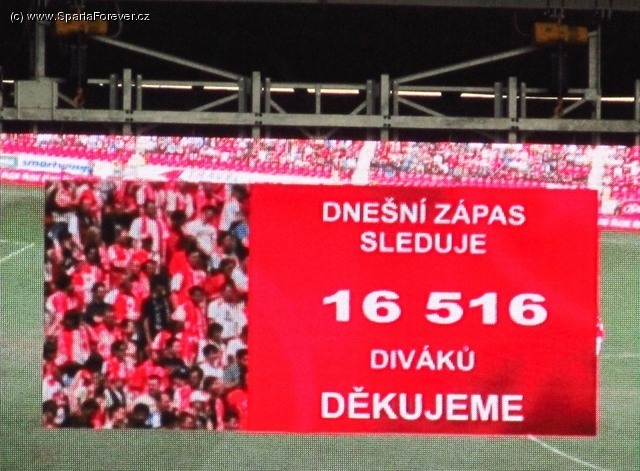 (c) www.SpartaForever.cz
DNEŠNÍ ZÁPAS
SLEDUJE
16 516
DIVÁKŮ
DĚKUJEME